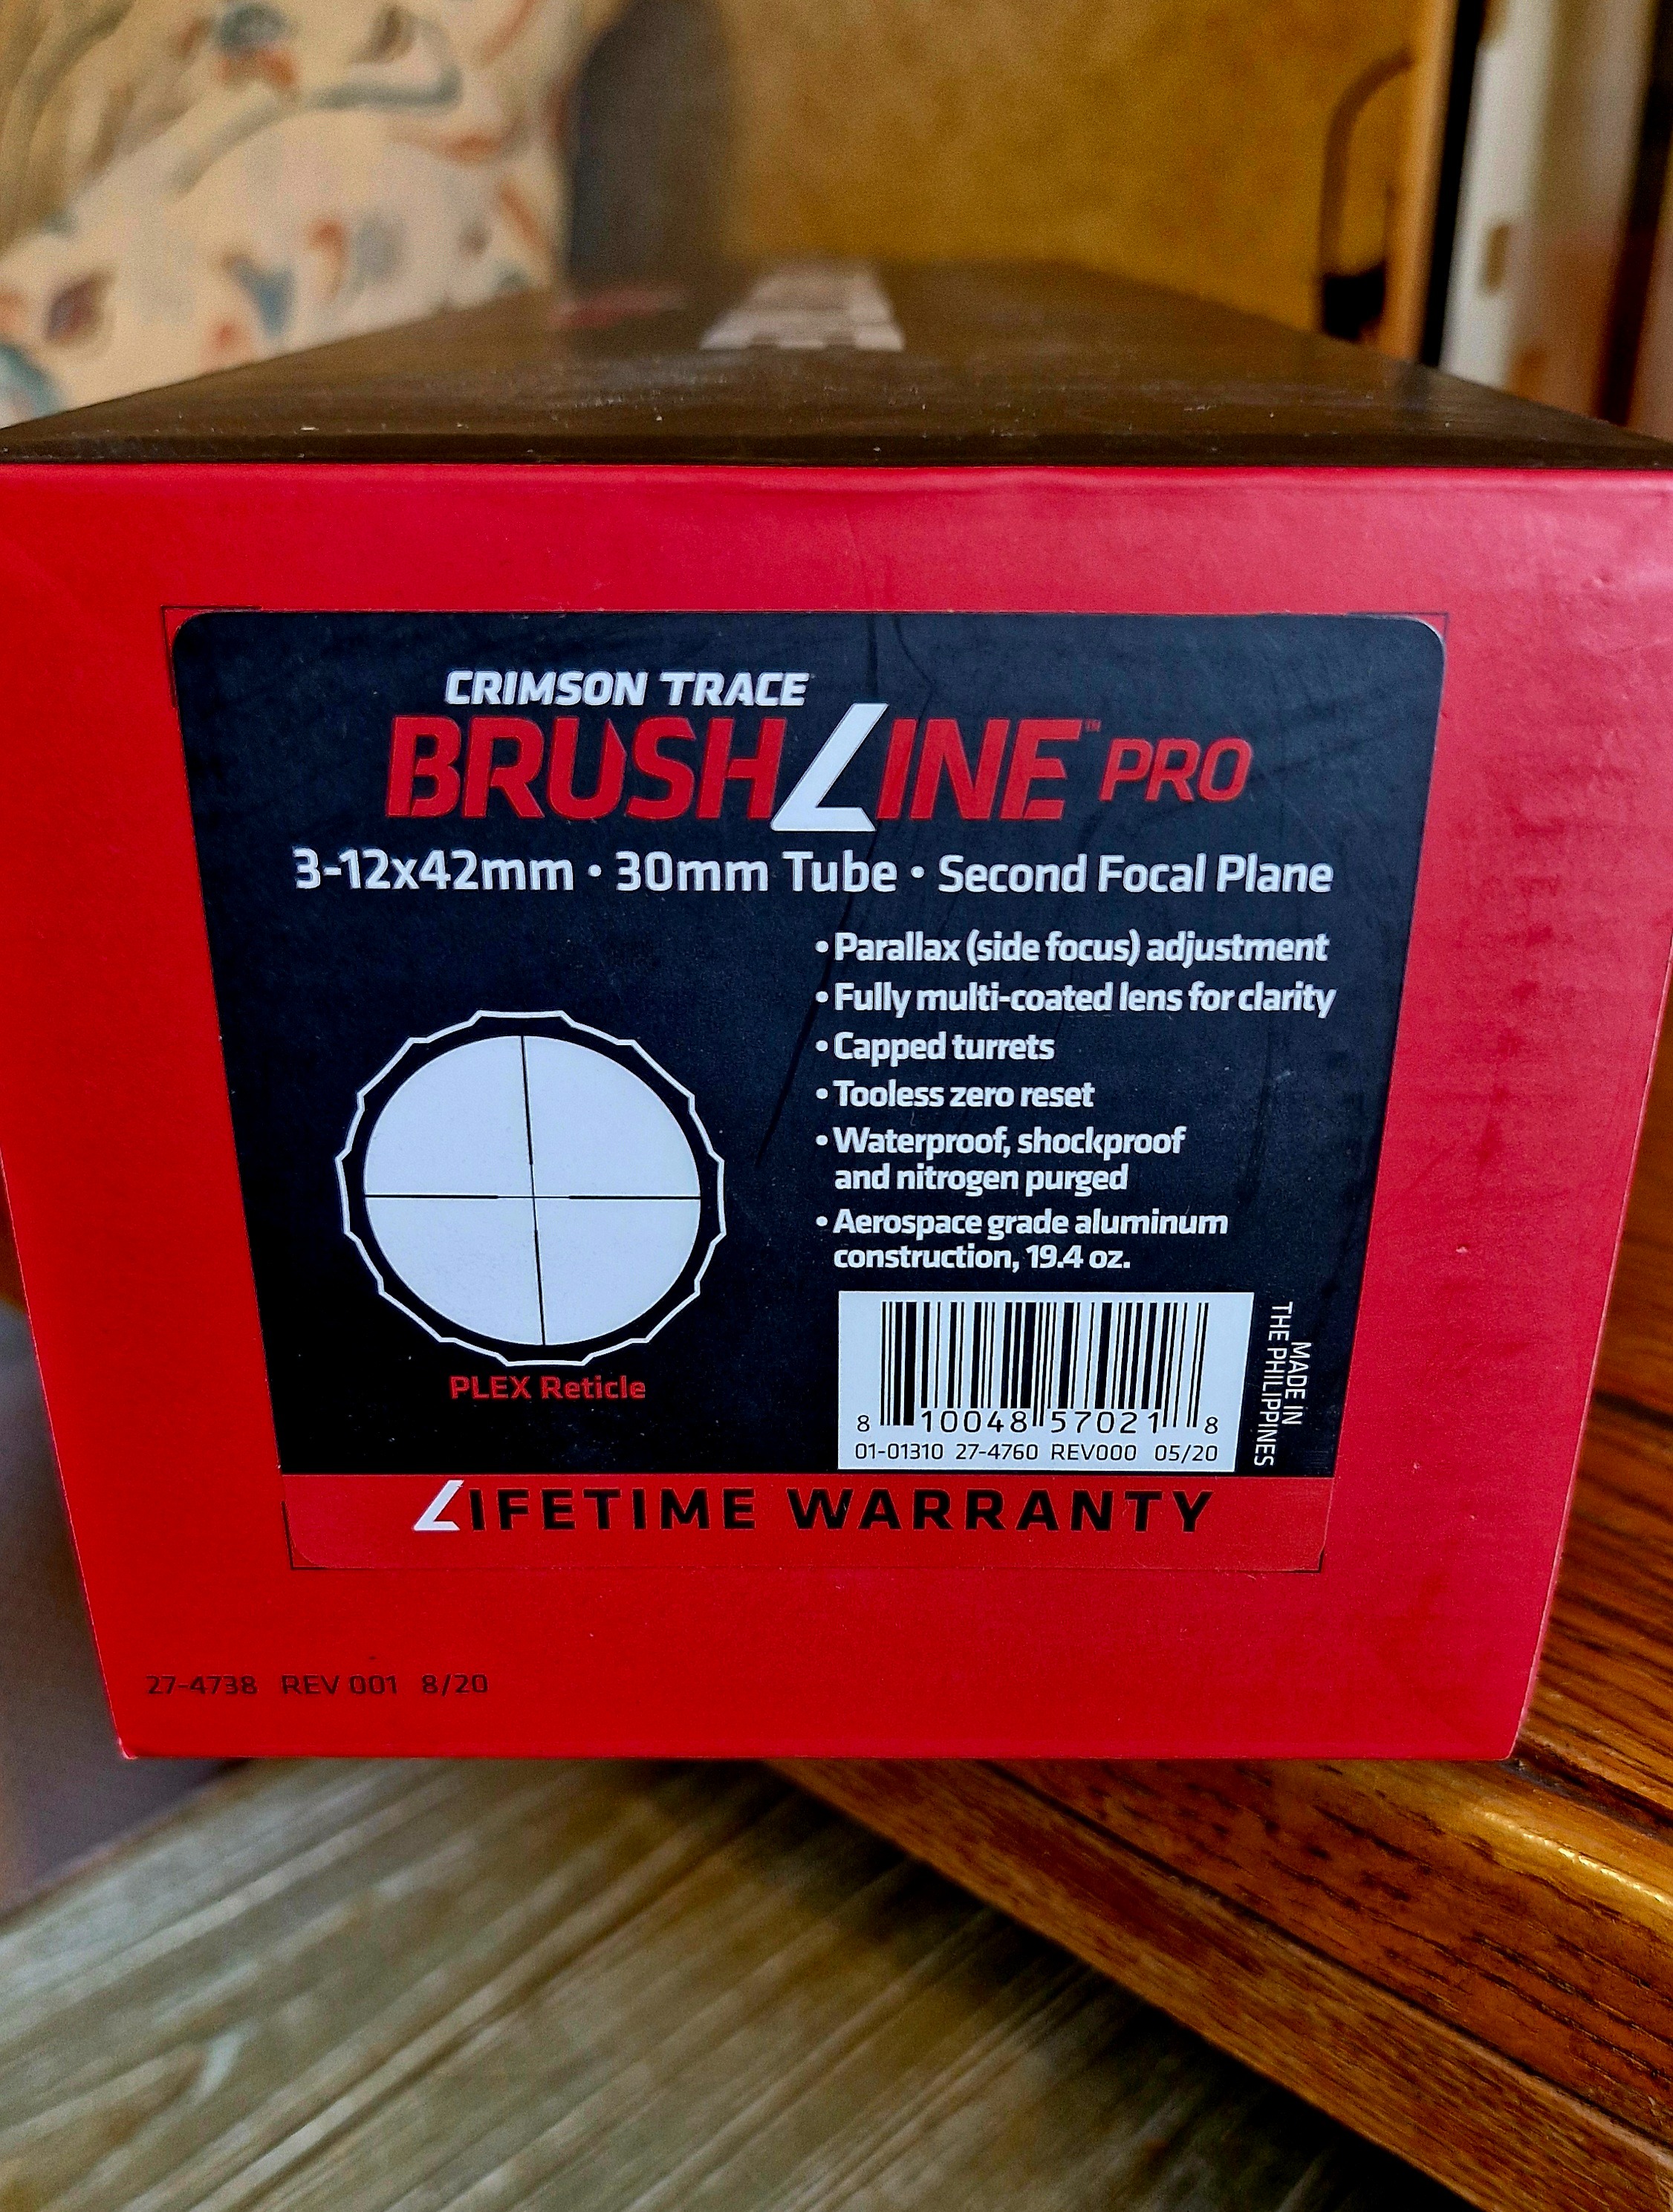 CRIMSON TRACE
BRUSHLINE™ PRO
3-12x42mm • 30mm Tube • Second Focal Plane
• Parallax (side focus) adjustment
• Fully multi-coated lens for clarity
• Capped turrets
• Tooless zero reset
• Waterproof, shockproof
and nitrogen purged
• Aerospace grade aluminum
construction, 19.4 oz.
PLEX Reticle
8 10048 57021 8
01-01310 27-4760 REV000 05/20
MADE IN
THE PHILIPPINES
LIFETIME WARRANTY
27-4738 REV 001 8/20